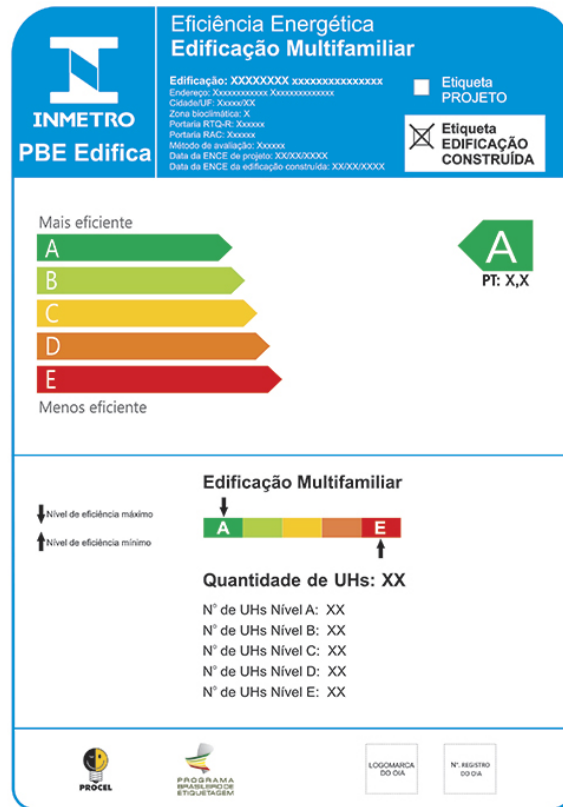 Eficiência Energética
Edificação Multifamiliar
INMETRO
PBE Edifica
Edificação: XXXXXXXX xxxxxxxxxxxxxxx
Endereço: Xxxxxxxxxxxx Xxxxxxxxxxxxxx
Cidade/UF: Xxxxx/XX
Zona bioclimática: X
Portaria RTQ-R: Xxxxxx
Portaria RAC: Xxxxxx
Método de avaliação: Xxxxxx
Data da ENCE de projeto: XX/XX/XXXX
Data da ENCE da edificação construída: XX/XX/XXXX
Etiqueta
PROJETO
Etiqueta
EDIFICAÇÃO
CONSTRUÍDA
Mais eficiente
A
B
C
D
E
Menos eficiente
A
PT: X,X
Edificação Multifamiliar
Nível de eficiência máximo
Nível de eficiência mínimo
A E
Quantidade de UHs: XX
N° de UHs Nível A: XX
N° de UHs Nível B: XX
N° de UHs Nível C: XX
N° de UHs Nível D: XX
N° de UHs Nível E: XX
PROCEL
PROGRAMA
BRASILEIRO DE
ETIQUETAGEM
LOGOMARCA
DO OIA
N°. REGISTRO
DO OIA